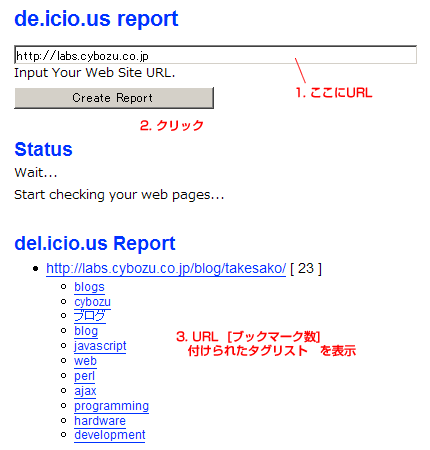 de.icio.us report
http://labs.cybozu.co.jp
Input Your Web Site URL.
1. ここにURL
Create Report
2. クリック
Status
Wait...
Start checking your web pages...
del.icio.us Report
http://labs.cybozu.co.jp/blog/takesako/ [ 23 ]
blogs
cybozu
ブログ
blog
javascript
web
perl
ajax
programming
hardware
development
3. URL [ブックマーク数]
付けられたタグリスト を表示